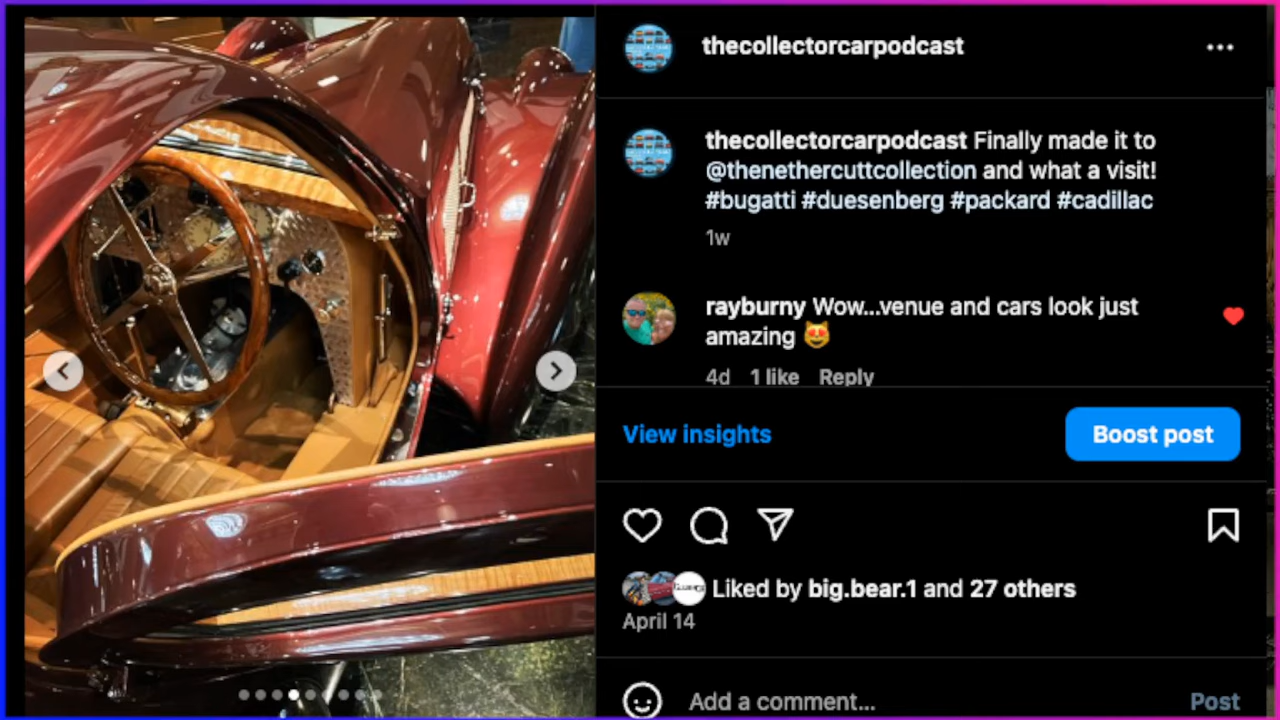 thecollectorcarpodcast
thecollectorcarpodcast Finally made it to
@thenethercuttcollection and what a visit!
#bugatti #duesenberg #packard #cadillac
1w
rayburny Wow...venue and cars look just
amazing 😻
4d 1 like Reply
View insights
Boost post
Liked by big.bear.1 and 27 others
April 14
Add a comment...
Post